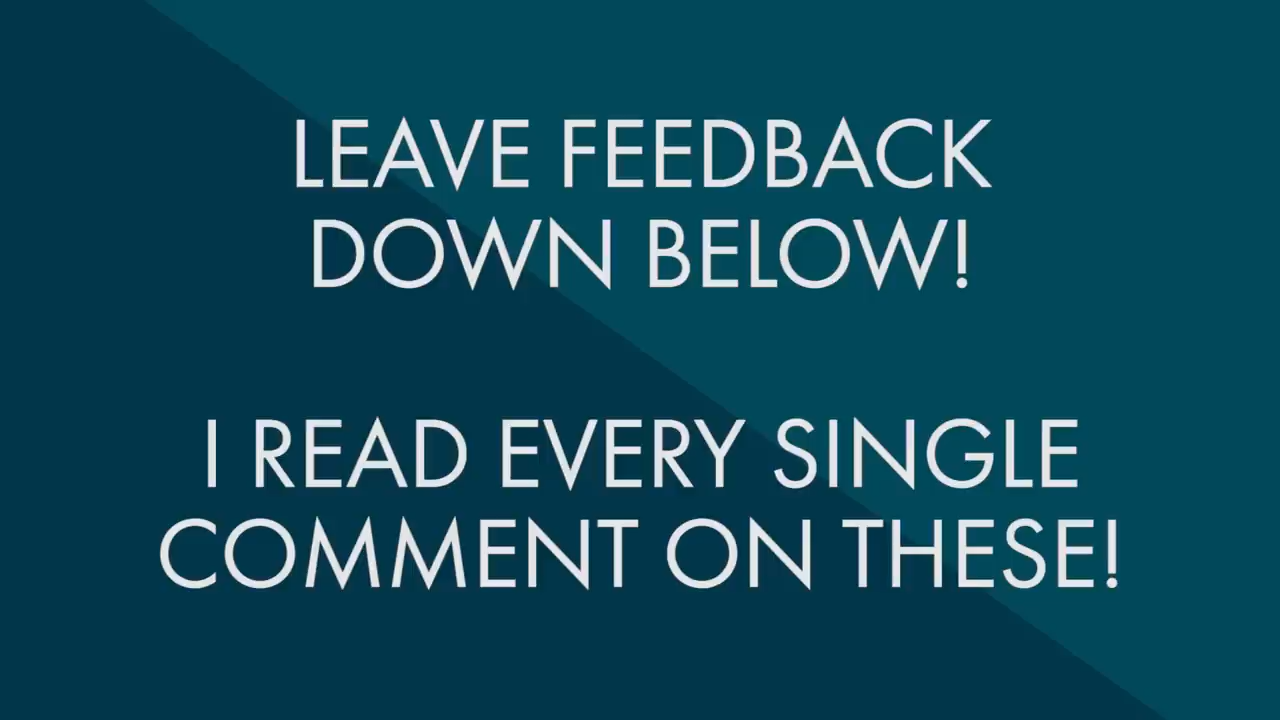 LEAVE FEEDBACK
DOWN BELOW!
I READ EVERY SINGLE
COMMENT ON THESE!